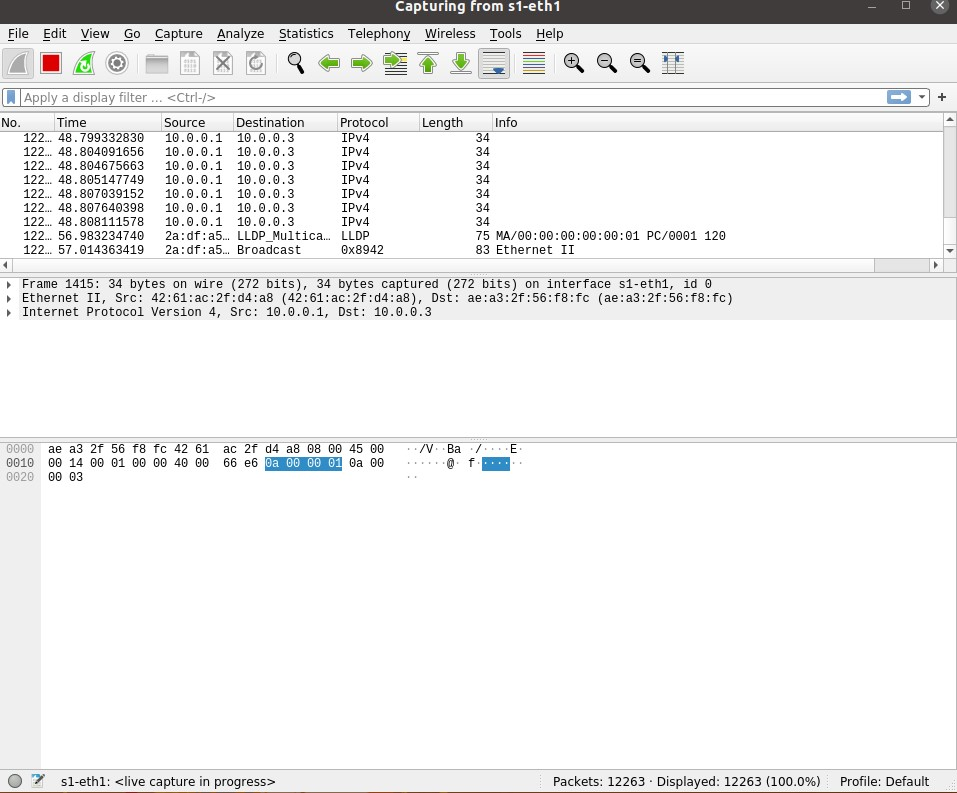 Capturing from s1-eth1
File Edit View Go Capture Analyze Statistics Telephony Wireless Tools Help
Apply a display filter … <Ctrl-/>
No. Time Source Destination Protocol Length Info
122… 48.799332830 10.0.0.1 10.0.0.3 IPv4 34
122… 48.804091656 10.0.0.1 10.0.0.3 IPv4 34
122… 48.804675663 10.0.0.1 10.0.0.3 IPv4 34
122… 48.805147749 10.0.0.1 10.0.0.3 IPv4 34
122… 48.807039152 10.0.0.1 10.0.0.3 IPv4 34
122… 48.807640398 10.0.0.1 10.0.0.3 IPv4 34
122… 48.808111578 10.0.0.1 10.0.0.3 IPv4 34
122… 56.983234740 2a:df:a5… LLDP_Multica… LLDP 75 MA/00:00:00:00:00:01 PC/0001 120
122… 57.014363419 2a:df:a5… Broadcast 0x8942 83 Ethernet II
Frame 1415: 34 bytes on wire (272 bits), 34 bytes captured (272 bits) on interface s1-eth1, id 0
Ethernet II, Src: 42:61:ac:2f:d4:a8 (42:61:ac:2f:d4:a8), Dst: ae:a3:2f:56:f8:fc (ae:a3:2f:56:f8:fc)
Internet Protocol Version 4, Src: 10.0.0.1, Dst: 10.0.0.3
0000 ae a3 2f 56 f8 fc 42 61 ac 2f d4 a8 08 00 45 00 ··/V··Ba ·/····E·
0010 00 14 00 01 00 00 40 00 66 e6 0a 00 00 01 0a 00 ······@· f·······
0020 00 03 ··
s1-eth1: <live capture in progress> Packets: 12263 · Displayed: 12263 (100.0%) Profile: Default